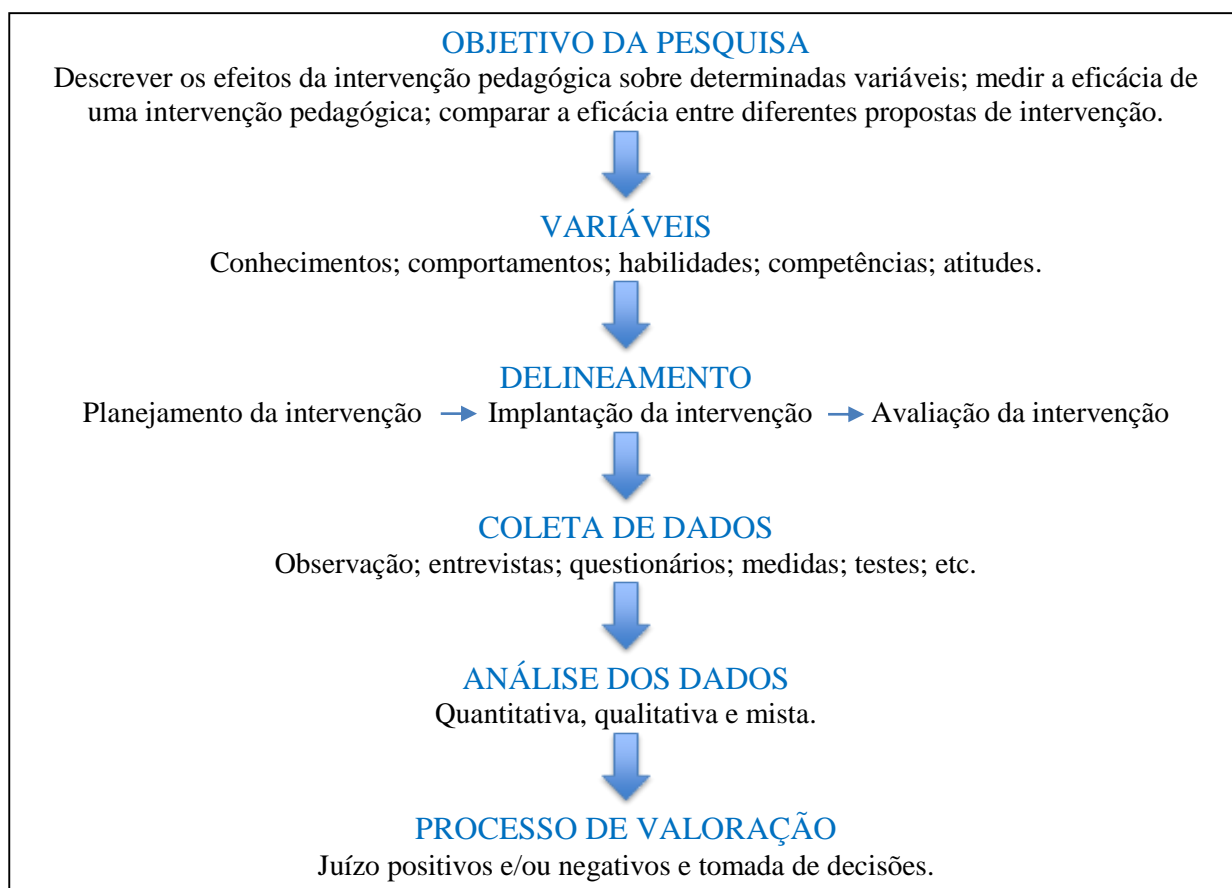 OBJETIVO DA PESQUISA
Descrever os efeitos da intervenção pedagógica sobre determinadas variáveis; medir a eficácia de
uma intervenção pedagógica; comparar a eficácia entre diferentes propostas de intervenção.
VARIÁVEIS
Conhecimentos; comportamentos; habilidades; competências; atitudes.
DELINEAMENTO
Planejamento da intervenção Implantação da intervenção Avaliação da intervenção
COLETA DE DADOS
Observação; entrevistas; questionários; medidas; testes; etc.
ANÁLISE DOS DADOS
Quantitativa, qualitativa e mista.
PROCESSO DE VALORAÇÃO
Juízo positivos e/ou negativos e tomada de decisões.